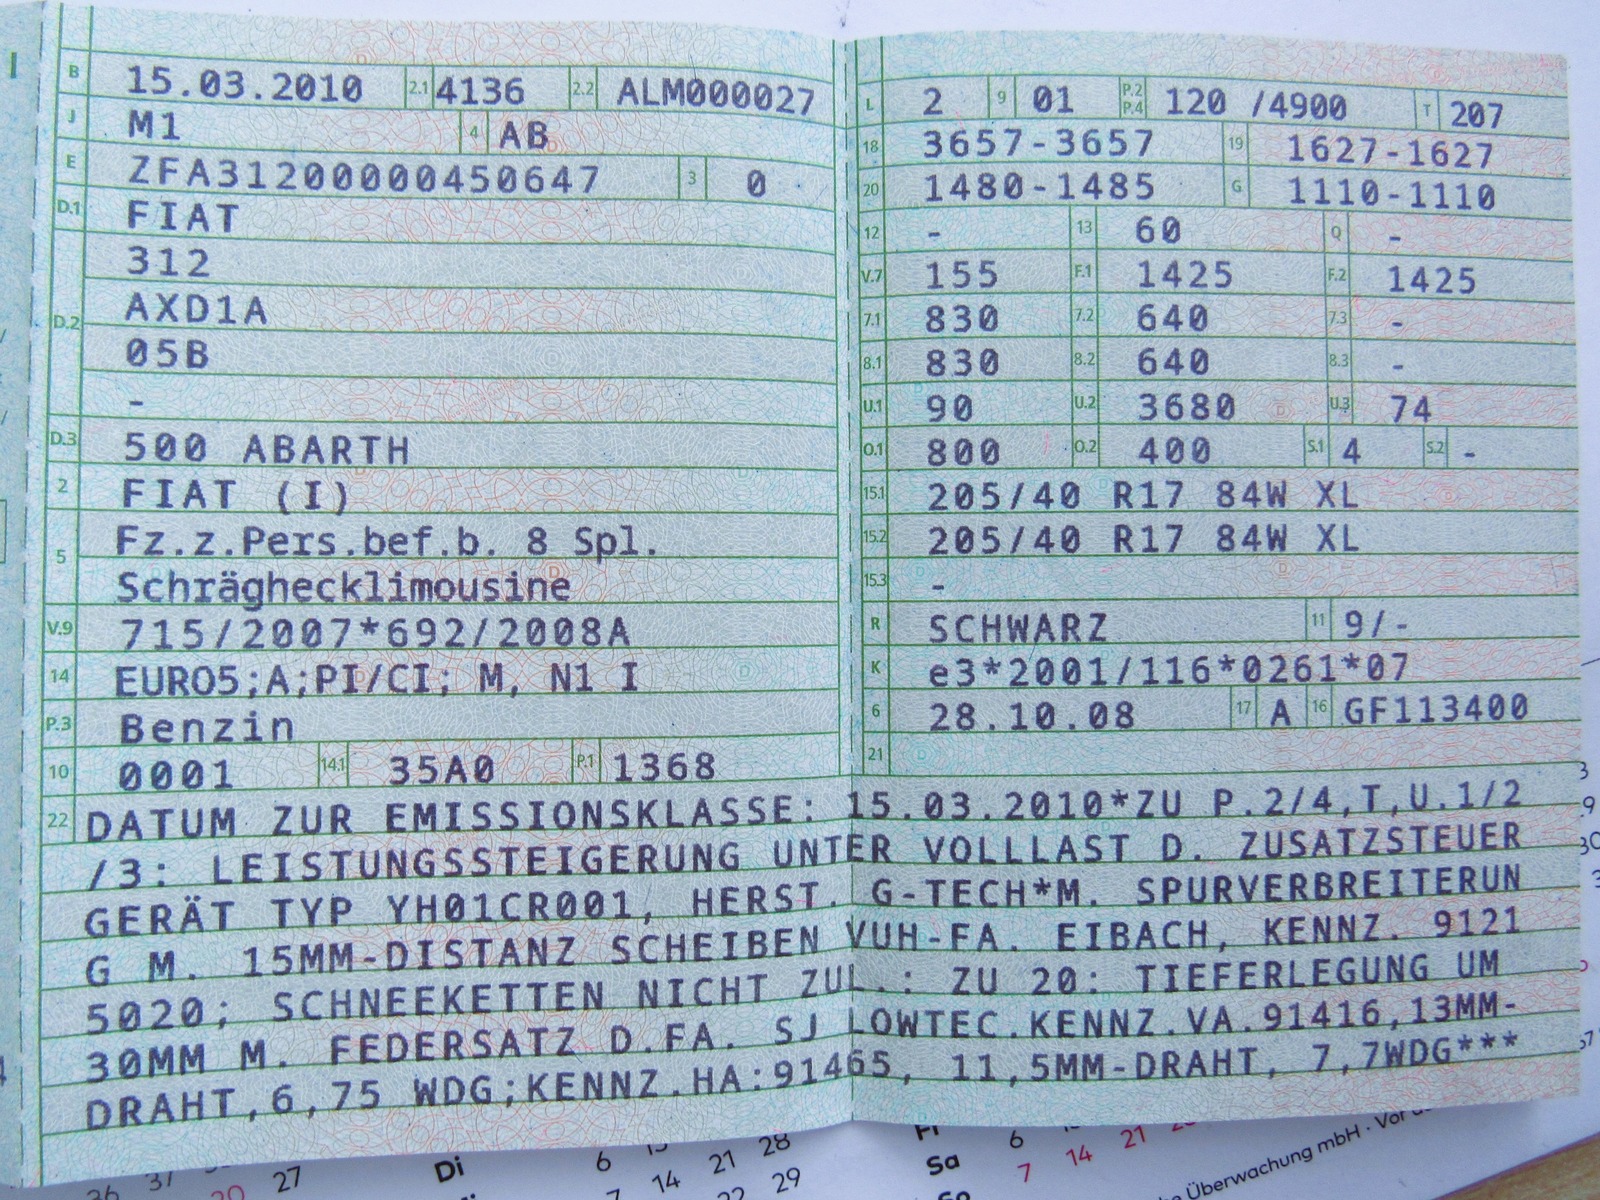 B 15.03.2010 2.1 4136 2.2 ALM000027
J M1 4 AB
E ZFA31200000450647 3 0
D.1 FIAT
312
D.2 AXD1A
05B
-
D.3 500 ABARTH
2 FIAT (I)
5 Fz.z.Pers.bef.b. 8 Spl.
Schräghecklimousine
V.9 715/2007*692/2008A
14 EURO5;A;PI/CI; M, N1 I
P.3 Benzin
10 0001 14.1 35A0 P.1 1368
L 2 9 01 P.2 P.4 120 /4900 T 207
18 3657-3657 19 1627-1627
20 1480-1485 G 1110-1110
12 - 13 60 Q -
V.7 155 F.1 1425 F.2 1425
7.1 830 7.2 640 7.3 -
8.1 830 8.2 640 8.3 -
U.1 90 U.2 3680 U.3 74
O.1 800 O.2 400 S.1 4 S.2 -
15.1 205/40 R17 84W XL
15.2 205/40 R17 84W XL
15.3 -
R SCHWARZ 11 9/-
K e3*2001/116*0261*07
6 28.10.08 17 A 16 GF113400
21
22 DATUM ZUR EMISSIONSKLASSE: 15.03.2010*ZU P.2/4,T,U.1/2
/3: LEISTUNGSSTEIGERUNG UNTER VOLLLAST D. ZUSATZSTEUER
GERÄT TYP YH01CR001, HERST. G-TECH*M. SPURVERBREITERUN
G M. 15MM-DISTANZ SCHEIBEN VUH-FA. EIBACH, KENNZ. 9121
5020; SCHNEEKETTEN NICHT ZUL.: ZU 20: TIEFERLEGUNG UM
30MM M. FEDERSATZ D.FA. SJ LOWTEC.KENNZ.VA.91416,13MM-
DRAHT,6,75 WDG;KENNZ.HA:91465, 11,5MM-DRAHT, 7,7WDG***
27
Di 6 14 21 28
22 29
Fr 6
Sa 7 14 21
Überwachung mbH · Vor